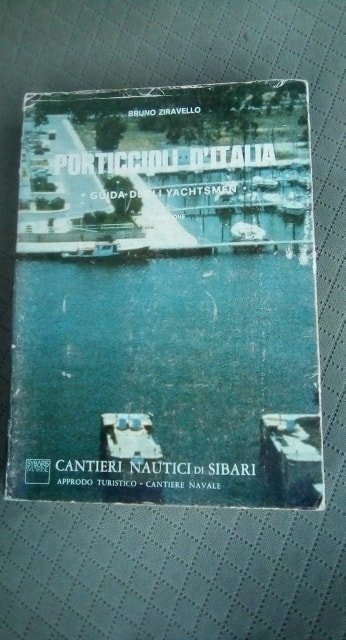 BRUNO ZIRAVELLO
PORTICCIOLI D'ITALIA
GUIDA DEGLI YACHTSMEN
CANTIERI NAUTICI DI SIBARI
APPRODO TURISTICO - CANTIERE NAVALE